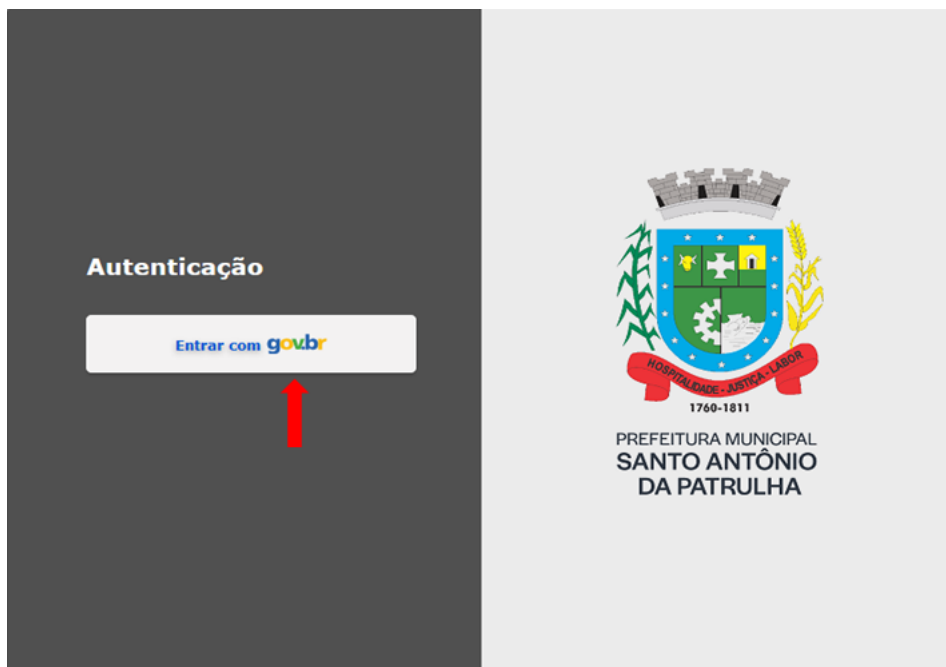 Autenticação
Entrar com gov.br
HOSPITALIDADE - JUSTIÇA - LABOR
1760-1811
PREFEITURA MUNICIPAL
SANTO ANTÔNIO
DA PATRULHA